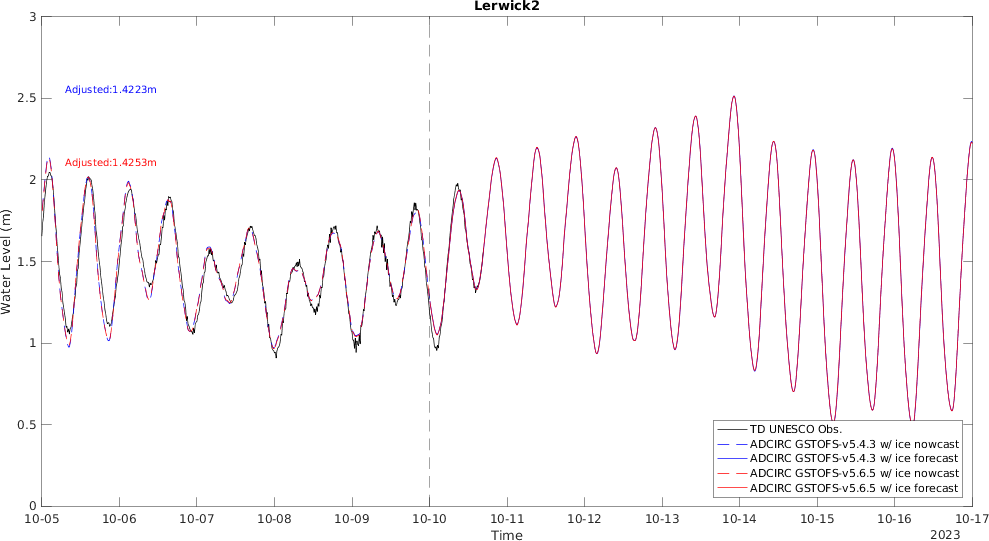 Lerwick2
3
2.5
2
1.5
1
0.5
0
Water Level (m)
Adjusted:1.4223m
Adjusted:1.4253m
TD UNESCO Obs.
ADCIRC GSTOFS-v5.4.3 w/ ice nowcast
ADCIRC GSTOFS-v5.4.3 w/ ice forecast
ADCIRC GSTOFS-v5.6.5 w/ ice nowcast
ADCIRC GSTOFS-v5.6.5 w/ ice forecast
10-05 10-06 10-07 10-08 10-09 10-10 10-11 10-12 10-13 10-14 10-15 10-16 10-17
Time
2023